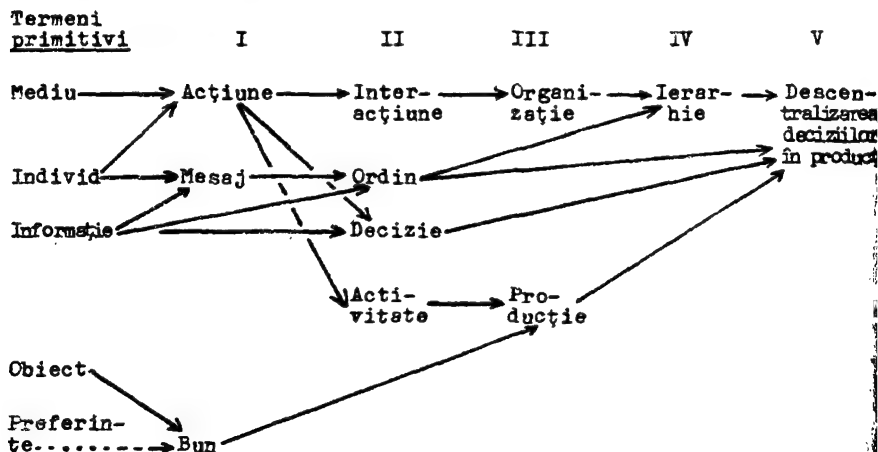 Termeni
primitivi I II III IV V
Mediu Acțiune Inter- Organi- Ierar- Descen-
acțiune zație hie tralizarea
deciziilor
în product
Individ Mesaj Ordin
Informație Decizie
Acti- Pro-
vitate ducție
Obiect
Preferin-
te Bun